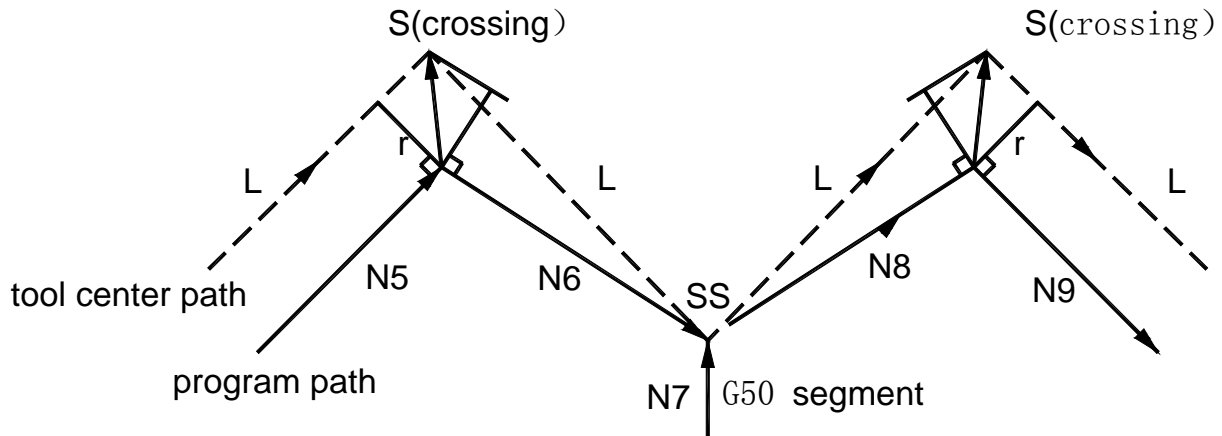 S(crossing）
S(crossing）
r
r
L
L
L
L
N5
N6
N8
N9
tool center path
SS
program path
N7
G50 segment